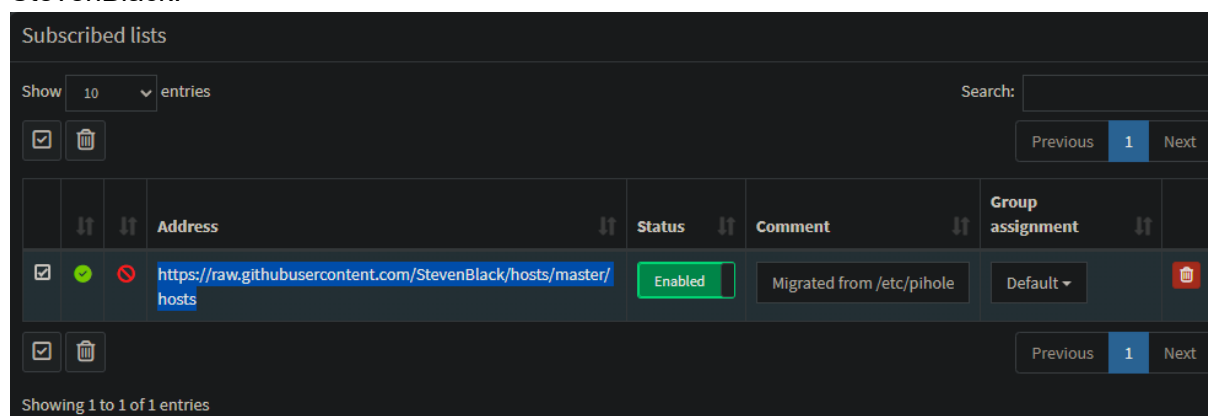 StevenBlack.
Subscribed lists
Show 10 entries
Search:
Previous 1 Next
Address Status Comment Group assignment
https://raw.githubusercontent.com/StevenBlack/hosts/master/
hosts
Enabled
Migrated from /etc/pihole
Default
Previous 1 Next
Showing 1 to 1 of 1 entries